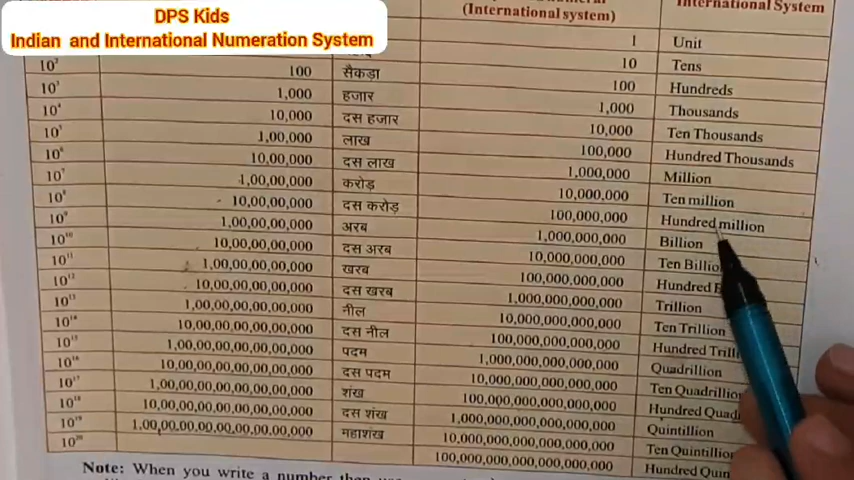 DPS Kids
Indian and International Numeration System
(International system) International System
1 Unit
10 Tens
10² 100 सैकड़ा 100 Hundreds
10³ 1,000 हजार 1,000 Thousands
10⁴ 10,000 दस हजार 10,000 Ten Thousands
10⁵ 1,00,000 लाख 100,000 Hundred Thousands
10⁶ 10,00,000 दस लाख 1,000,000 Million
10⁷ 1,00,00,000 करोड़ 10,000,000 Ten million
10⁸ 10,00,00,000 दस करोड़ 100,000,000 Hundred million
10⁹ 1,00,00,00,000 अरब 1,000,000,000 Billion
10¹⁰ 10,00,00,00,000 दस अरब 10,000,000,000 Ten Billio
10¹¹ 1,00,00,00,00,000 खरब 100,000,000,000 Hundred
10¹² 10,00,00,00,00,000 दस खरब 1,000,000,000,000 Trillion
10¹³ 1,00,00,00,00,00,000 नील 10,000,000,000,000 Ten Trillion
10¹⁴ 10,00,00,00,00,00,000 दस नील 100,000,000,000,000 Hundred Trill
10¹⁵ 1,00,00,00,00,00,00,000 पदम 1,000,000,000,000,000 Quadrillion
10¹⁶ 10,00,00,00,00,00,00,000 दस पदम 10,000,000,000,000,000 Ten Quadrillion
10¹⁷ 1,00,00,00,00,00,00,00,000 शंख 100,000,000,000,000,000 Hundred Quad
10¹⁸ 10,00,00,00,00,00,00,00,000 दस शंख 1,000,000,000,000,000,000 Quintillion
10¹⁹ 1,00,00,00,00,00,00,00,00,000 महाशंख 10,000,000,000,000,000,000 Ten Quintillion
10²⁰ 100,000,000,000,000,000,000 Hundred Quin
Note: When you write a number